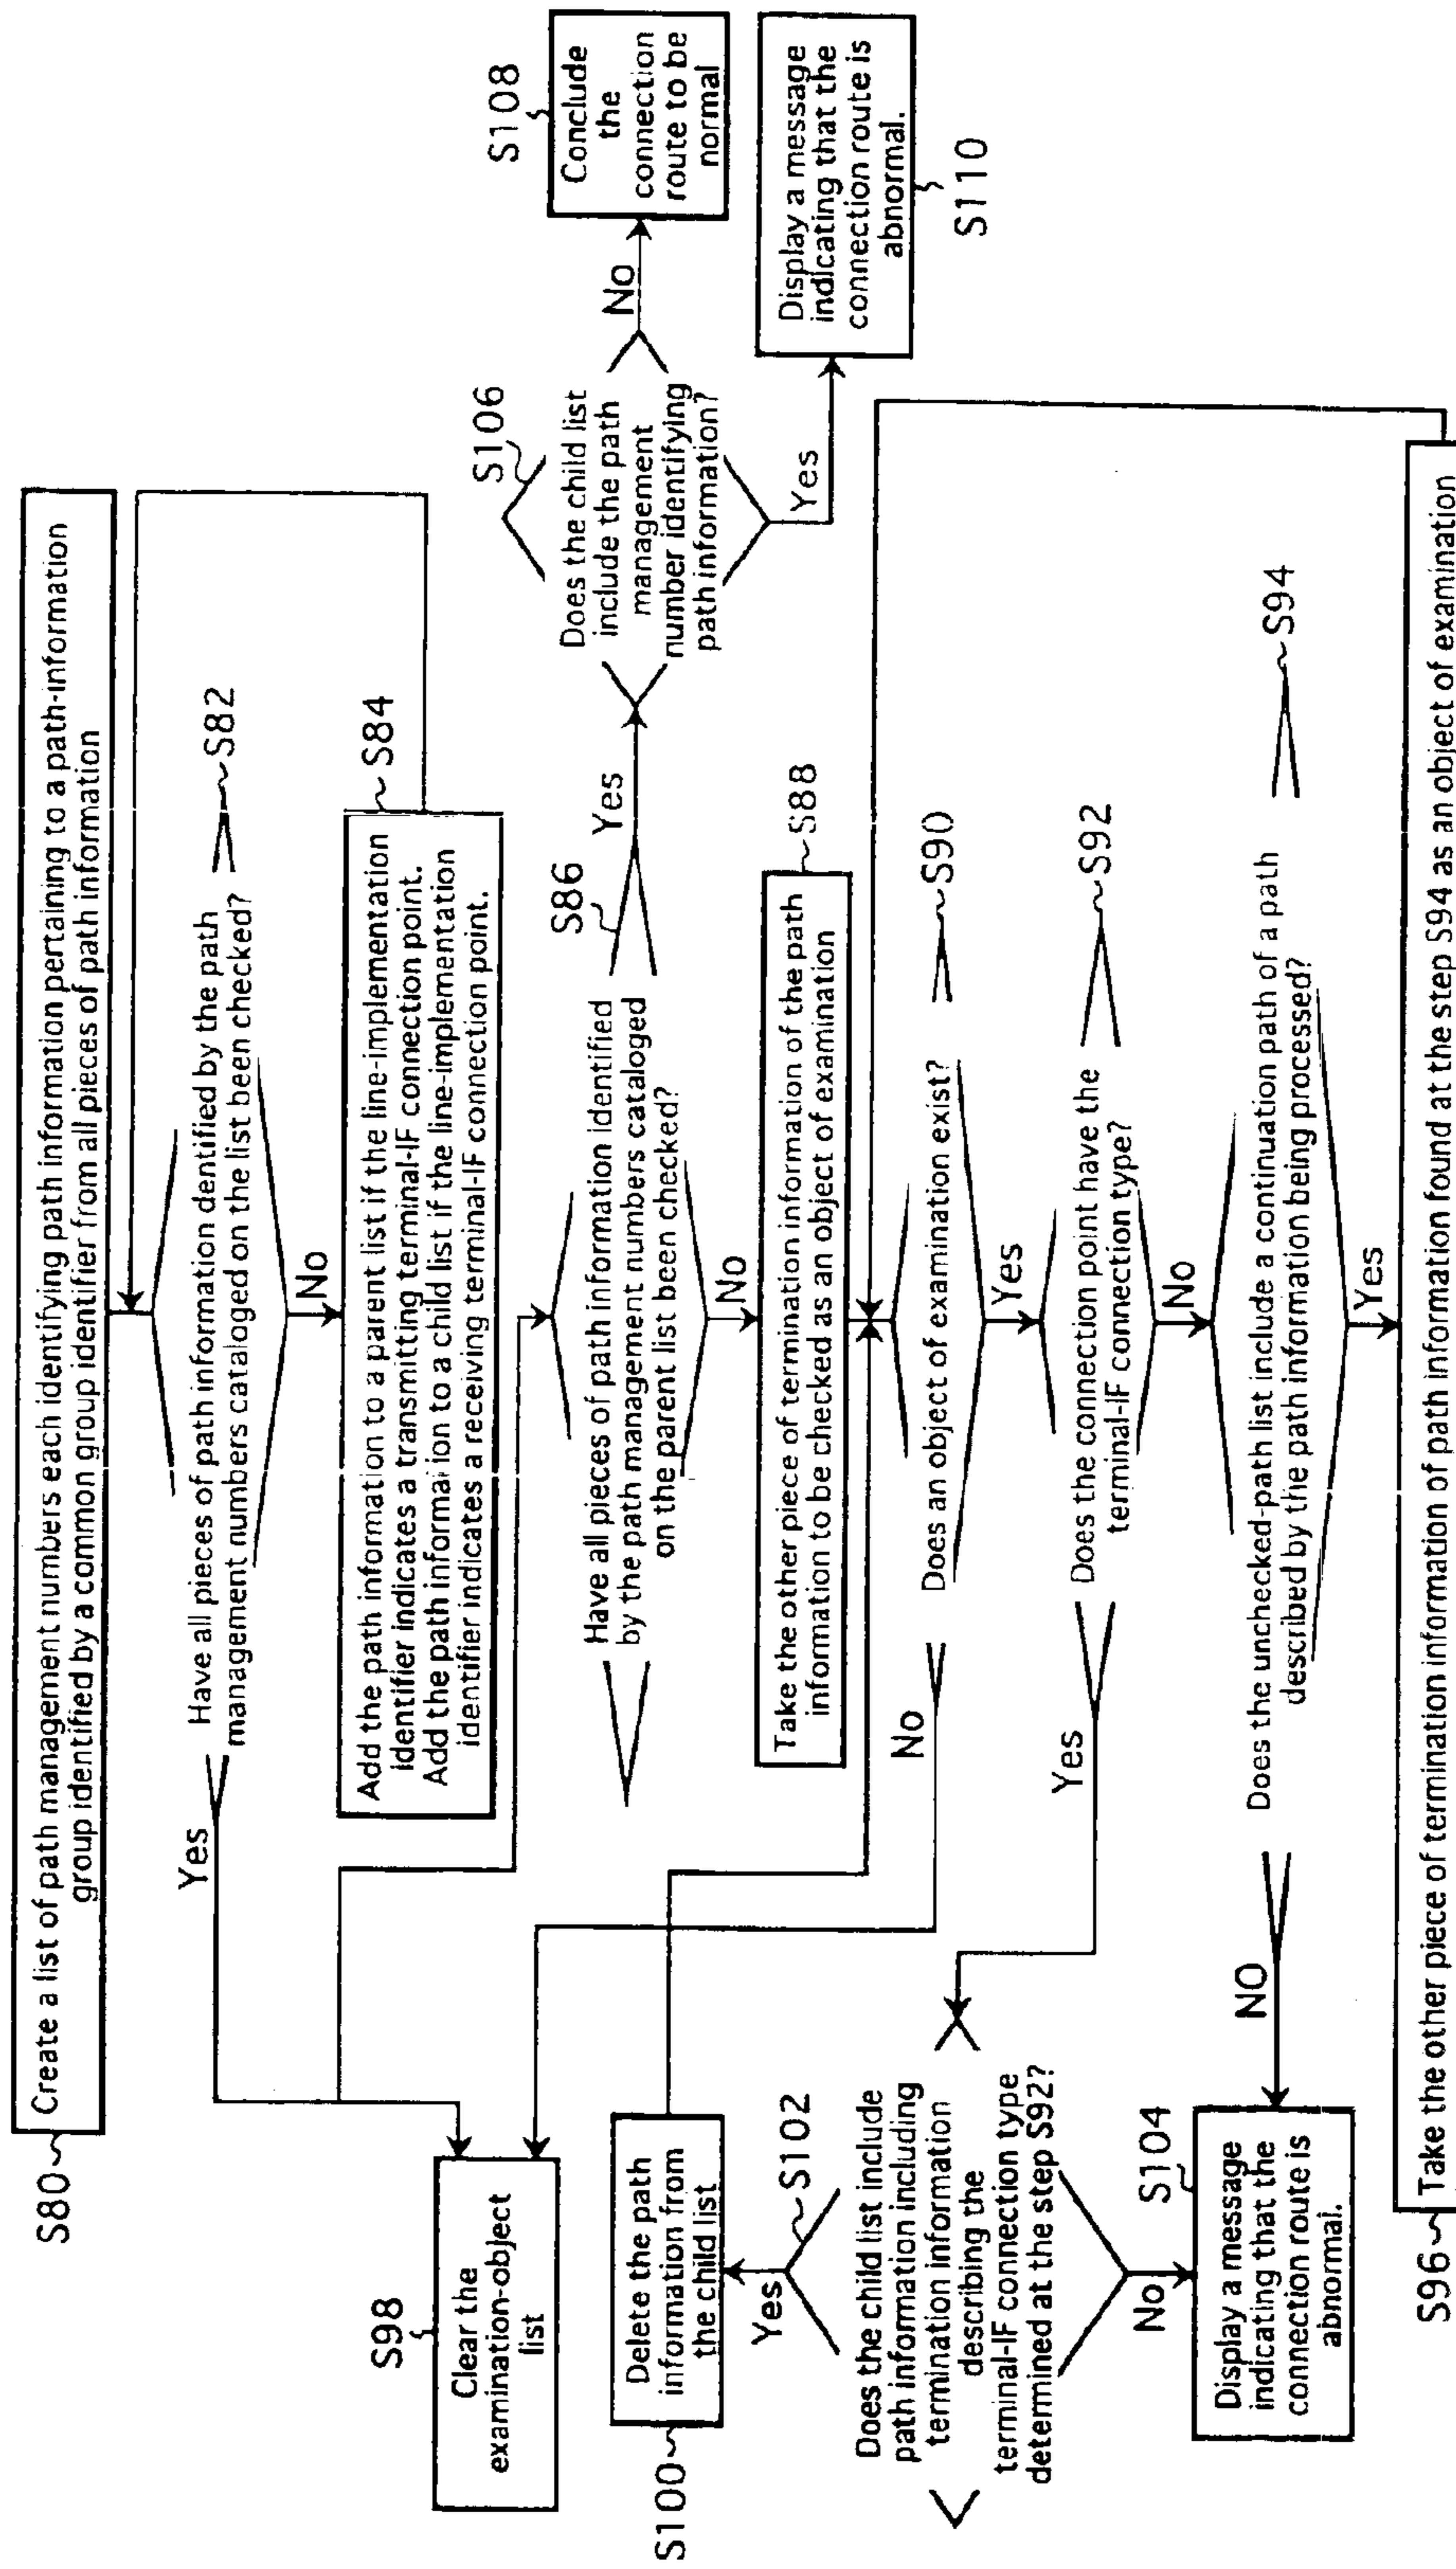 S80
Create a list of path management numbers each identifying path information pertaining to a path-information
group identified by a common group identifier from all pieces of path information
Yes
Have all pieces of path information dentified by the path
management numbers cataloged on the list been checked?
S82
No
Add the path information to a parent list if the line-implementation
identifier indicates a transmitting terminal-IF connection point.
Add the path information to a child list if the line-implementation
identifier indicates a receiving terminal-IF connection point.
S84
S98
Clear the
examination-object
list
Have all pieces of path information identified
by the path management numbers cataloged
on the parent list been checked?
S86
Yes
No
S106
Does the child list
include the path
management
number identifying
path information?
No
Yes
S108
Conclude
the
connection
route to be
normal
Display a message
indicating that the
connection route is
abnormal.
S110
Take the other piece of termination information of the path
information to be checked as an object of examination
S88
S100
Delete the path
information from
the child list
No
Does an object of examination exist?
S90
Yes
Yes
S102
Does the child list include
path information including
termination information
describing the
terminal-IF connection type
determined at the step S92?
No
Yes
Does the connection point have the
terminal-IF connection type?
S92
No
S104
Display a message
indicating that the
connection route is
abnormal.
NO
Does the unchecked-path list include a continuation path of a path
described by the path information being processed?
S94
Yes
S96
Take the other piece of termination information of path information found at the step S94 as an object of examination